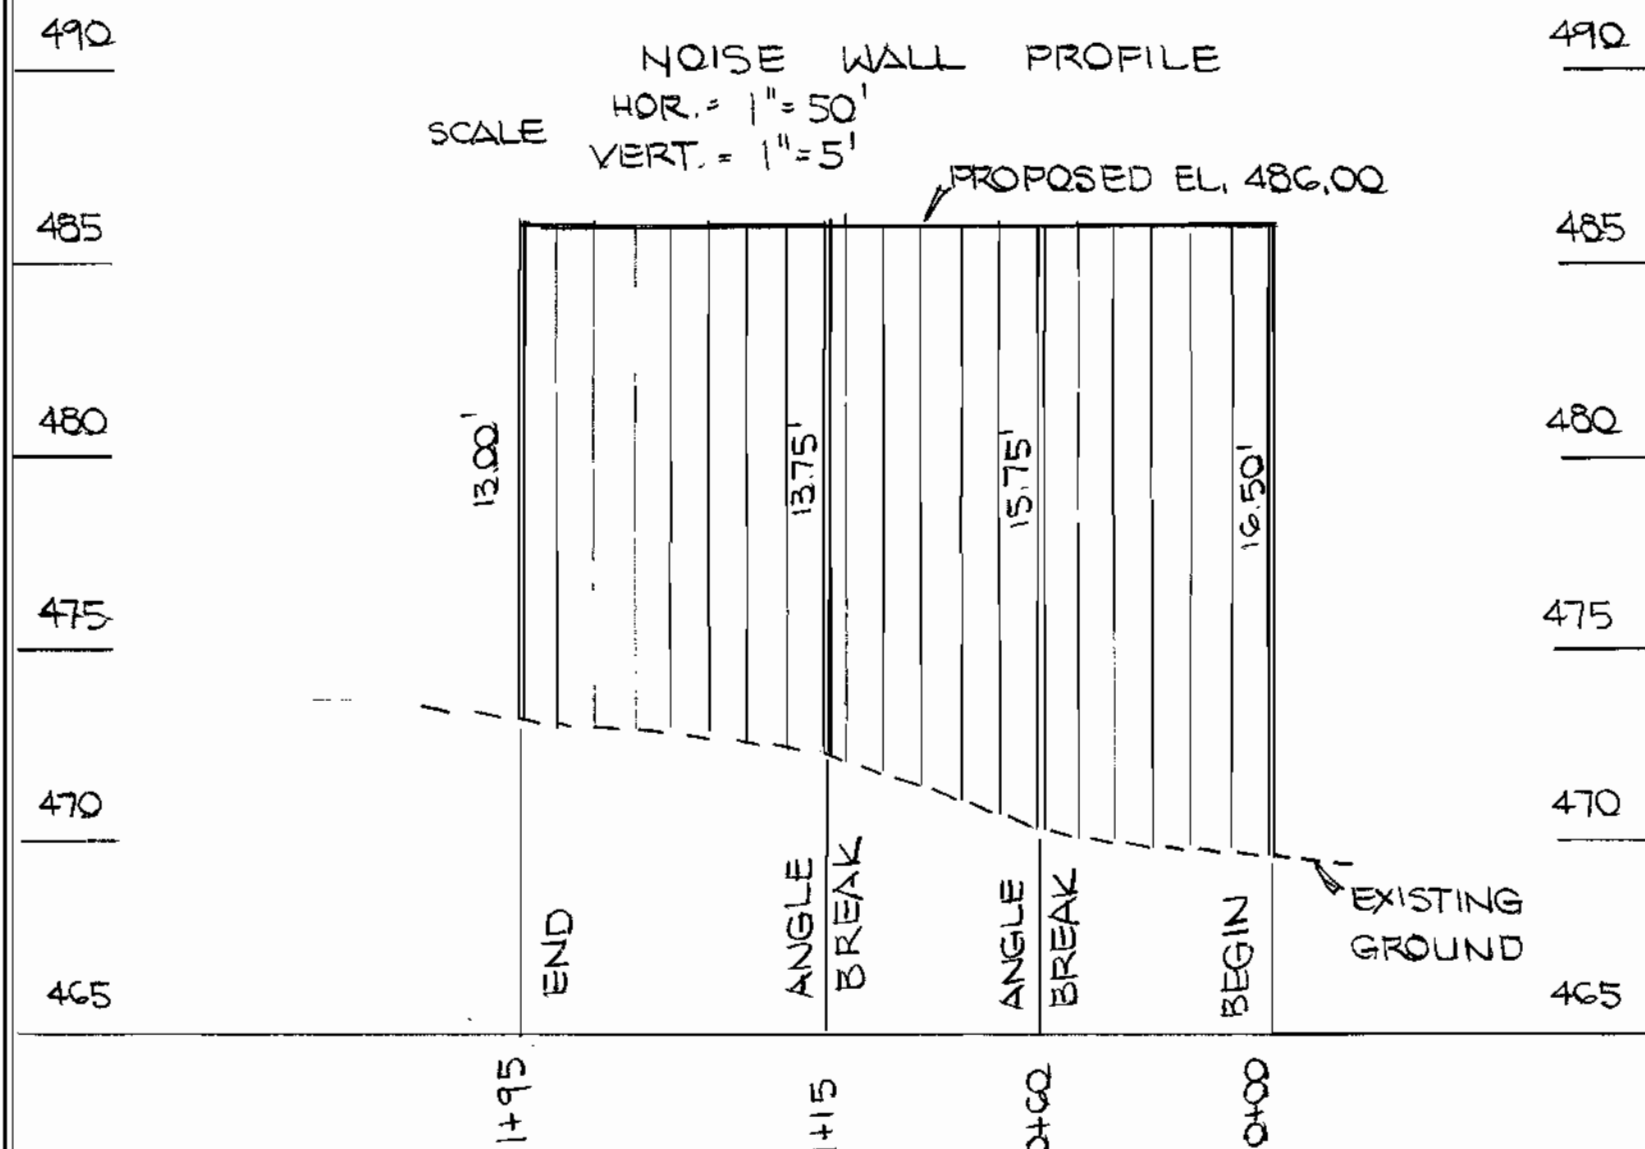 490
NOISE WALL PROFILE
490
SCALE
HOR. = 1" = 50'
VERT. = 1" = 5'
PROPOSED EL. 486.00
485
485
480
480
13.00'
13.75'
15.75'
16.50'
475
475
470
470
END
ANGLE
BREAK
ANGLE
BREAK
BEGIN
EXISTING
GROUND
465
465
1+95
1+15
0+60
0+00